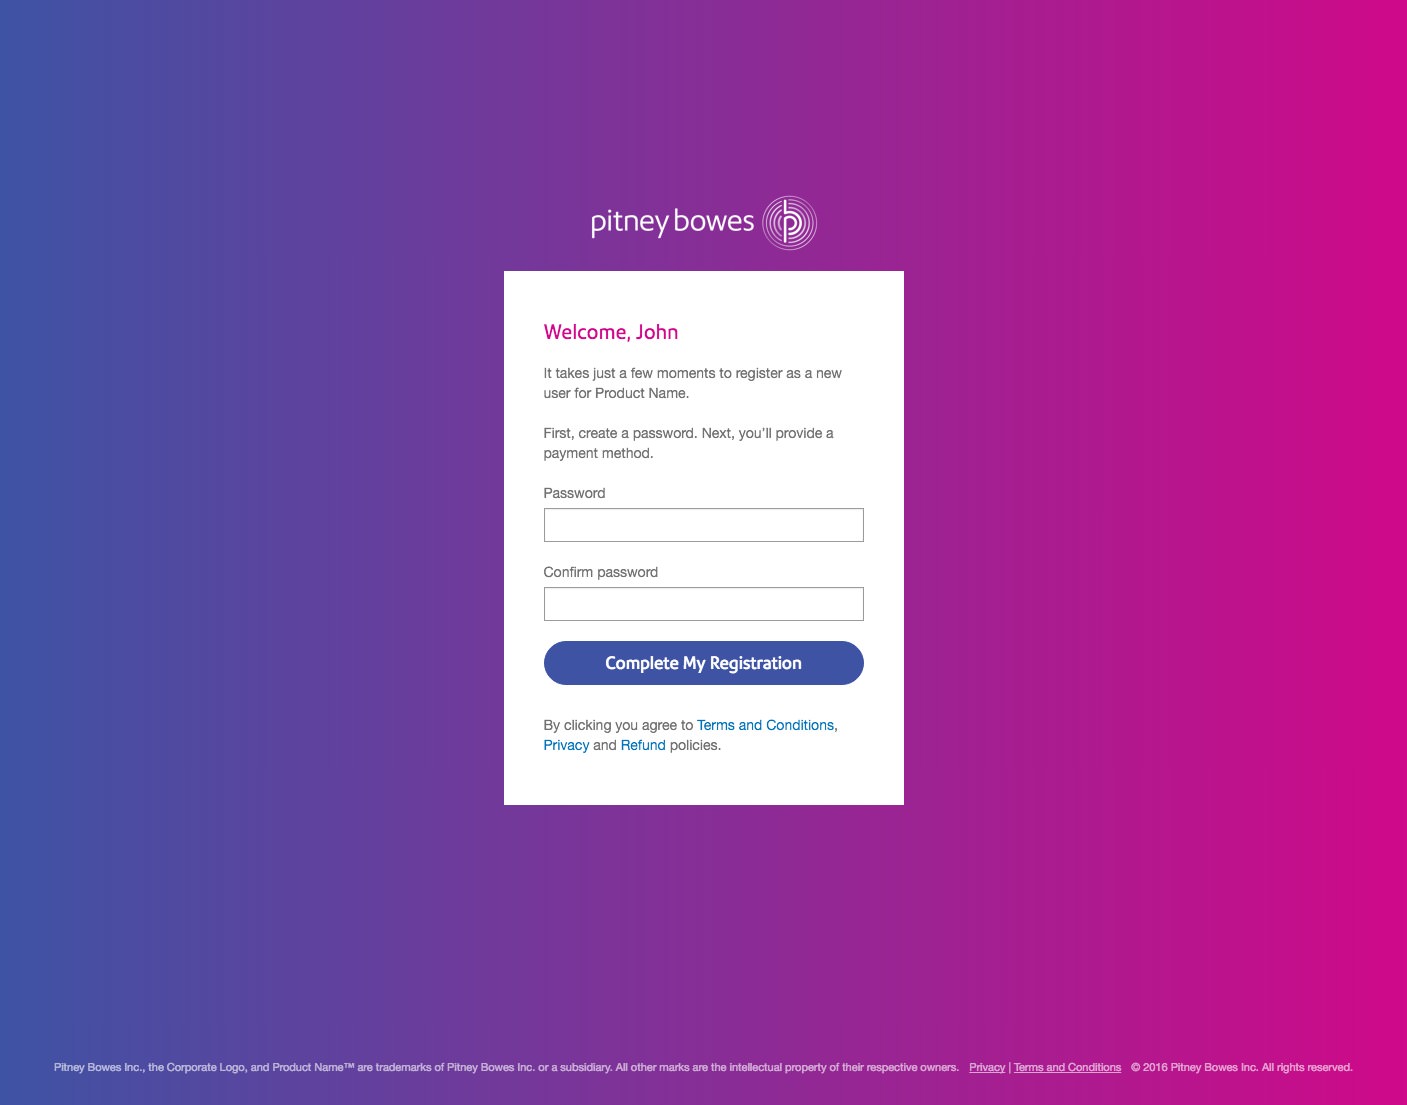 pitney bowes
Welcome, John
It takes just a few moments to register as a new
user for Product Name.
First, create a password. Next, you’ll provide a
payment method.
Password
Confirm password
Complete My Registration
By clicking you agree to Terms and Conditions,
Privacy and Refund policies.
Pitney Bowes Inc., the Corporate Logo, and Product Name™ are trademarks of Pitney Bowes Inc. or a subsidiary. All other marks are the intellectual property of their respective owners. Privacy | Terms and Conditions © 2016 Pitney Bowes Inc. All rights reserved.